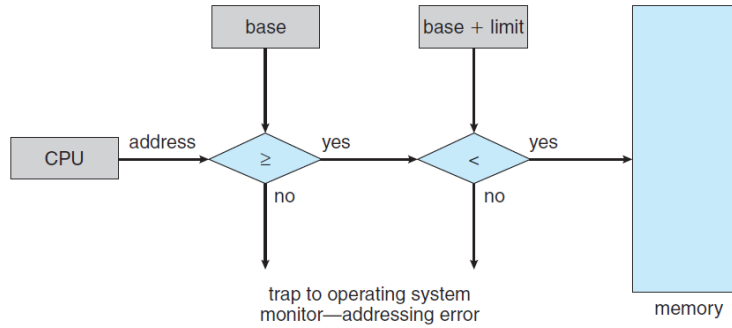 base
base + limit
address
yes
yes
CPU
≥
<
no
no
trap to operating system
monitor—addressing error
memory